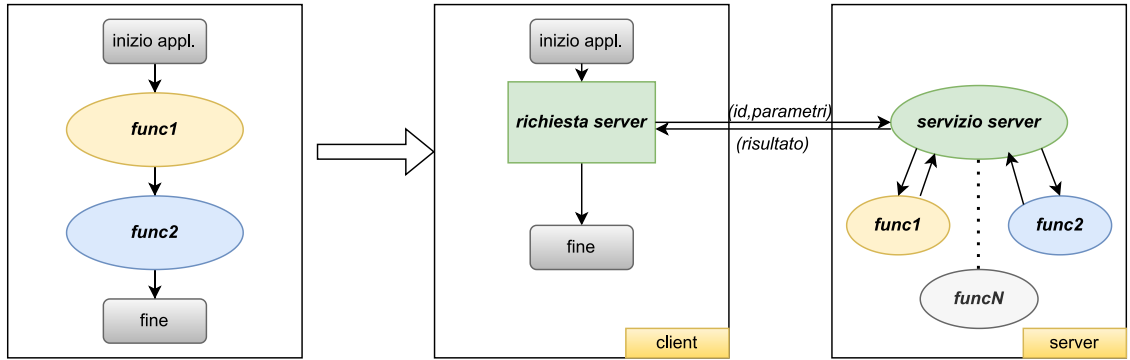 inizio appl.
func1
func2
fine
inizio appl.
richiesta server
fine
client
(id,parametri)
(risultato)
servizio server
func1
func2
funcN
server